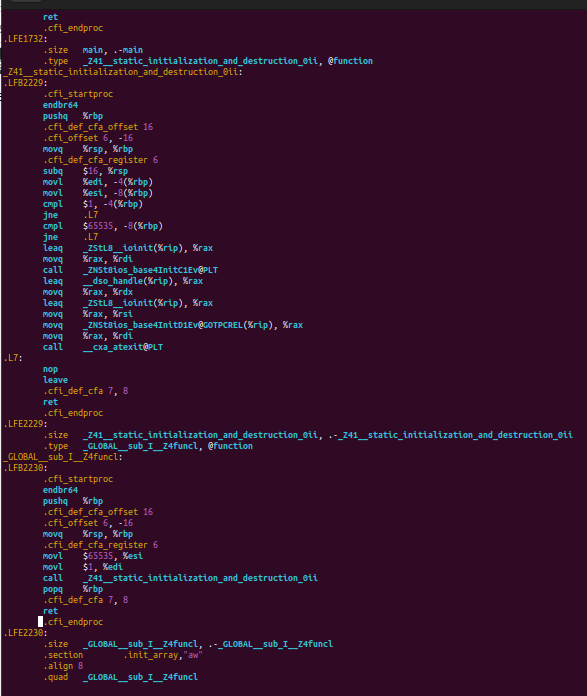 ret
.cfi_endproc
.LFE1732:
.size main, .-main
.type _Z41__static_initialization_and_destruction_0ii, @function
_Z41__static_initialization_and_destruction_0ii:
.LFB2229:
.cfi_startproc
endbr64
pushq %rbp
.cfi_def_cfa_offset 16
.cfi_offset 6, -16
movq %rsp, %rbp
.cfi_def_cfa_register 6
subq $16, %rsp
movl %edi, -4(%rbp)
movl %esi, -8(%rbp)
cmpl $1, -4(%rbp)
jne .L7
cmpl $65535, -8(%rbp)
jne .L7
leaq _ZStL8__ioinit(%rip), %rax
movq %rax, %rdi
call _ZNSt8ios_base4InitC1Ev@PLT
leaq __dso_handle(%rip), %rax
movq %rax, %rdx
leaq _ZStL8__ioinit(%rip), %rax
movq %rax, %rsi
movq _ZNSt8ios_base4InitD1Ev@GOTPCREL(%rip), %rax
movq %rax, %rdi
call __cxa_atexit@PLT
.L7:
nop
leave
.cfi_def_cfa 7, 8
ret
.cfi_endproc
.LFE2229:
.size _Z41__static_initialization_and_destruction_0ii, .-_Z41__static_initialization_and_destruction_0ii
.type _GLOBAL__sub_I__Z4funcl, @function
_GLOBAL__sub_I__Z4funcl:
.LFB2230:
.cfi_startproc
endbr64
pushq %rbp
.cfi_def_cfa_offset 16
.cfi_offset 6, -16
movq %rsp, %rbp
.cfi_def_cfa_register 6
movl $65535, %esi
movl $1, %edi
call _Z41__static_initialization_and_destruction_0ii
popq %rbp
.cfi_def_cfa 7, 8
ret
.cfi_endproc
.LFE2230:
.size _GLOBAL__sub_I__Z4funcl, .-_GLOBAL__sub_I__Z4funcl
.section .init_array,"aw"
.align 8
.quad _GLOBAL__sub_I__Z4funcl